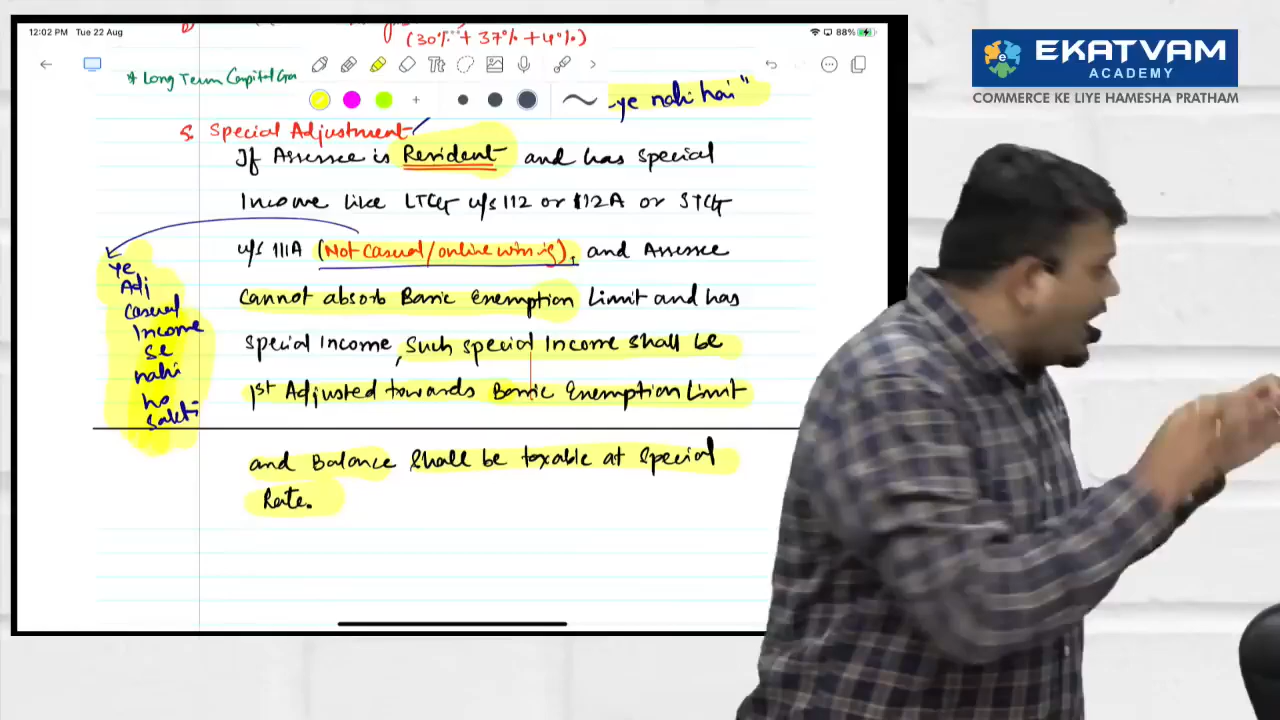 12:02 PM Tue 22 Aug
88%
(30% + 37% + 4%)
* Long Term Capital Gai
ye nahi hai"
5 Special Adjustment
If Assessee is Resident and has special
Income like LTCG u/s 112 or 112A or STCG
u/s 111A (Not Casual/online winnig), and Assessee
Cannot absorb Basic Exemption Limit and has
special Income, Such special Income shall be
1st Adjusted towards Basic Exemption Limit
and Balance shall be taxable at special
Rate.
ye
Adj
casual
Income
se
nahi
ho
sakti
EKATVAM
ACADEMY
COMMERCE KE LIYE HAMESHA PRATHAM